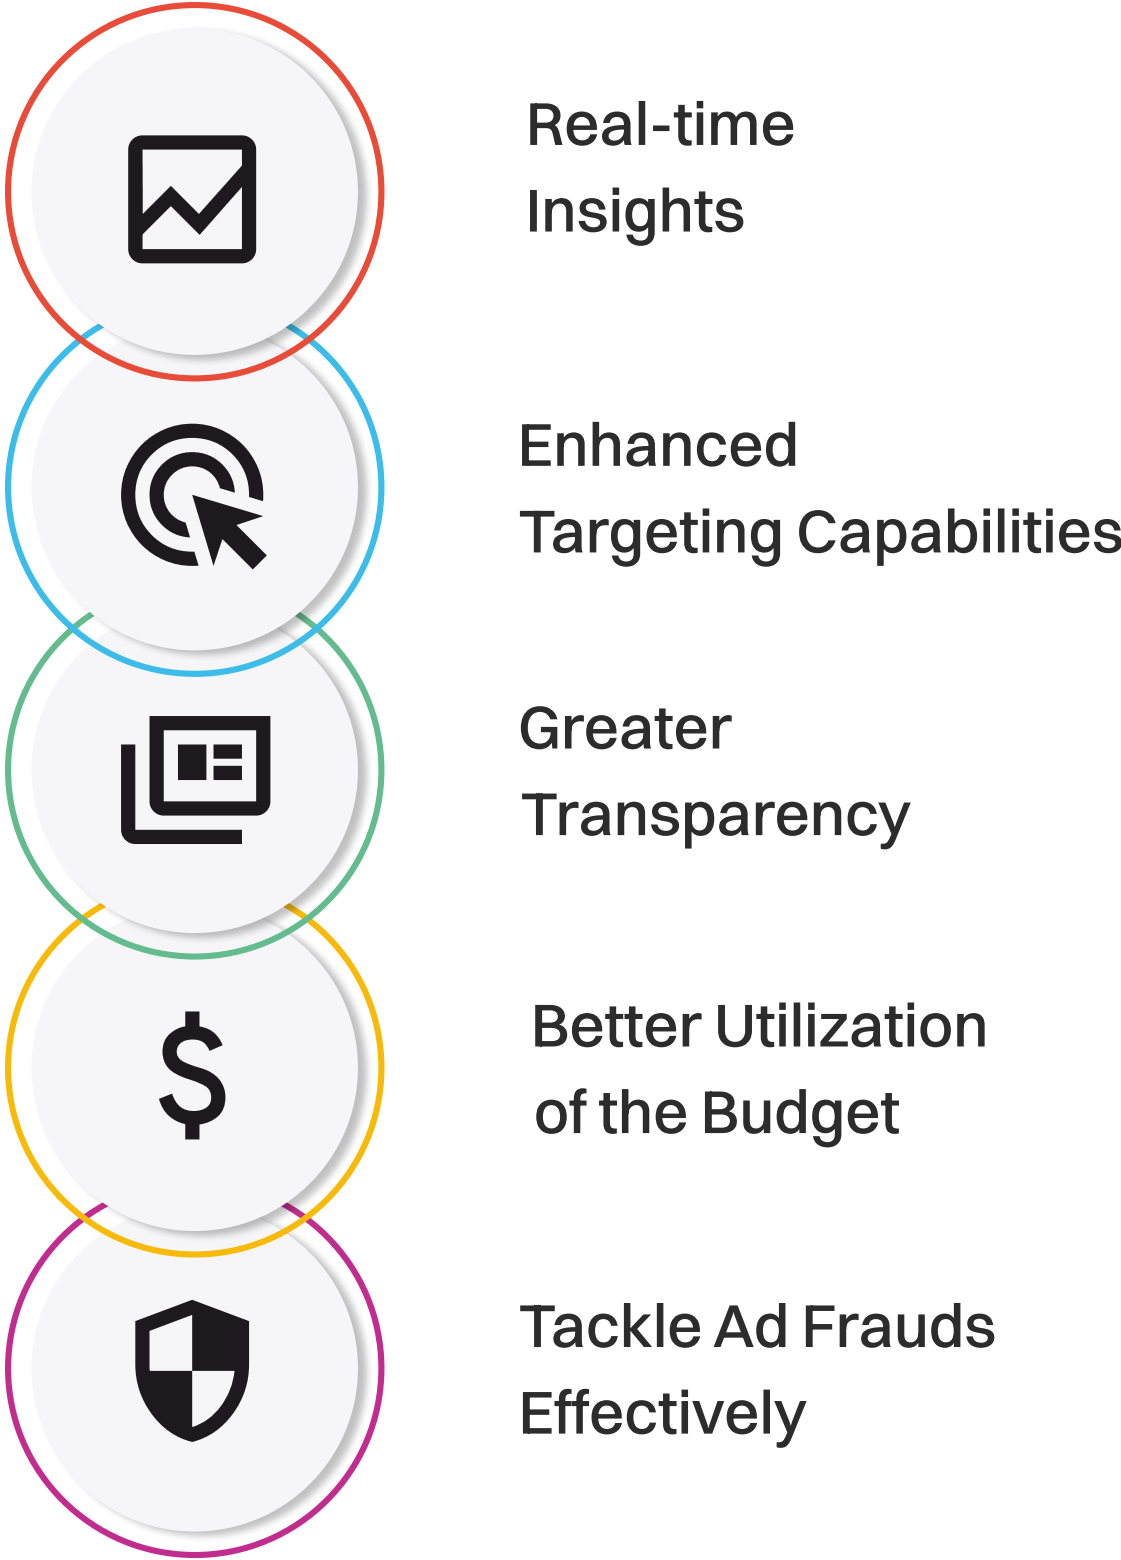 Real-time
Insights
Enhanced
Targeting Capabilities
Greater
Transparency
Better Utilization
of the Budget
Tackle Ad Frauds
Effectively